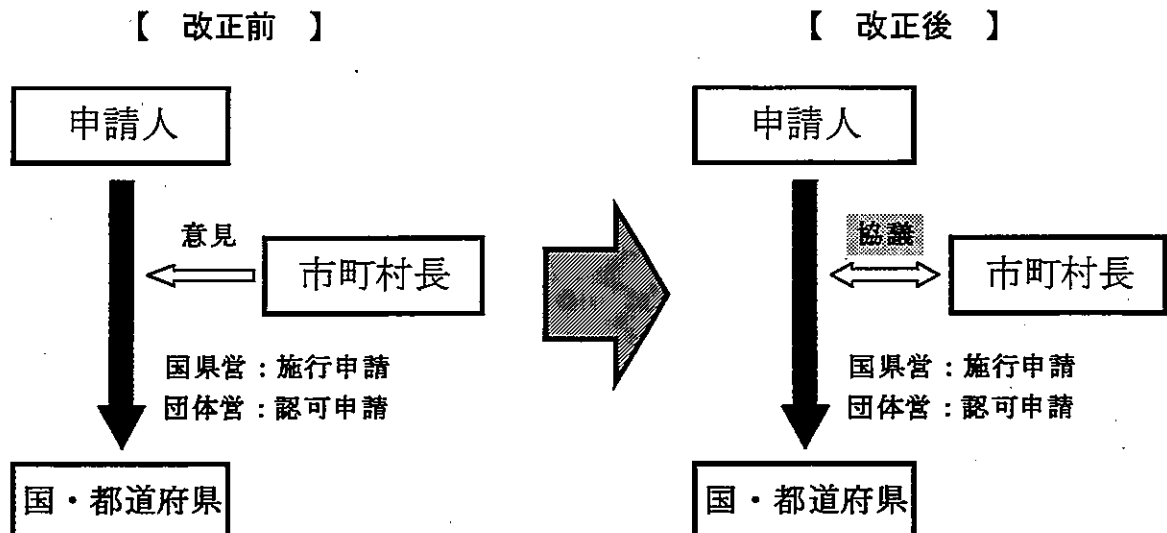 【 改正前 】
申請人
意見
市町村長
国県営：施行申請
団体営：認可申請
国・都道府県
【 改正後 】
申請人
協議
市町村長
国県営：施行申請
団体営：認可申請
国・都道府県